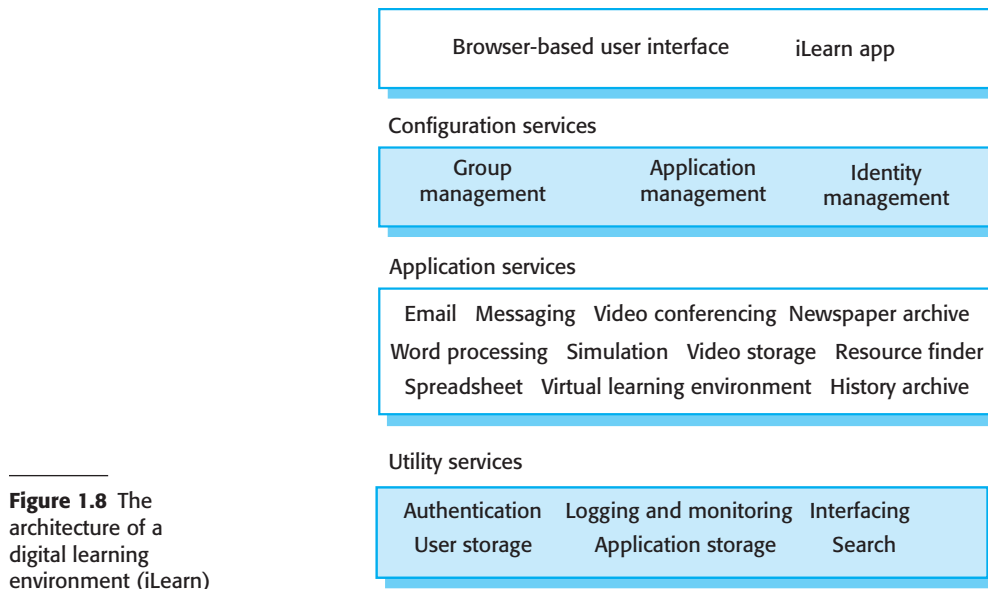 Browser-based user interface iLearn app
Configuration services
Group management Application management Identity management
Application services
Email Messaging Video conferencing Newspaper archive
Word processing Simulation Video storage Resource finder
Spreadsheet Virtual learning environment History archive
Utility services
Authentication Logging and monitoring Interfacing
User storage Application storage Search
Figure 1.8 The
architecture of a
digital learning
environment (iLearn)